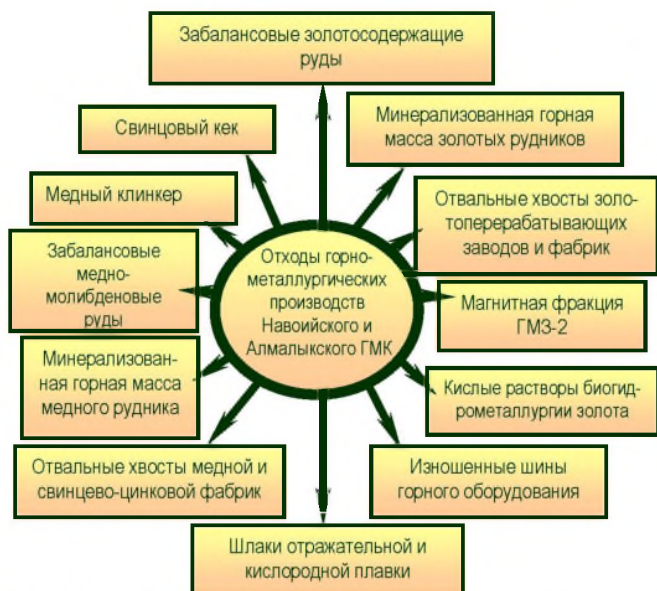 Забалансовые золотосодержащие
руды
Свинцовый кек
Минерализованная горная
масса золотых рудников
Медный клинкер
Отвальные хвосты золо-
топерерабатывающих
заводов и фабрик
Забалансовые
медно-
молибденовые
руды
Отходы горно-
металлургических
производств
Навоийского и
Алмалыкского ГМК
Магнитная фракция
ГМЗ-2
Минерализован-
ная горная масса
медного рудника
Кислые растворы биогид-
рометаллургии золота
Отвальные хвосты медной и
свинцево-цинковой фабрик
Изношенные шины
горного оборудования
Шлаки отражательной и
кислородной плавки